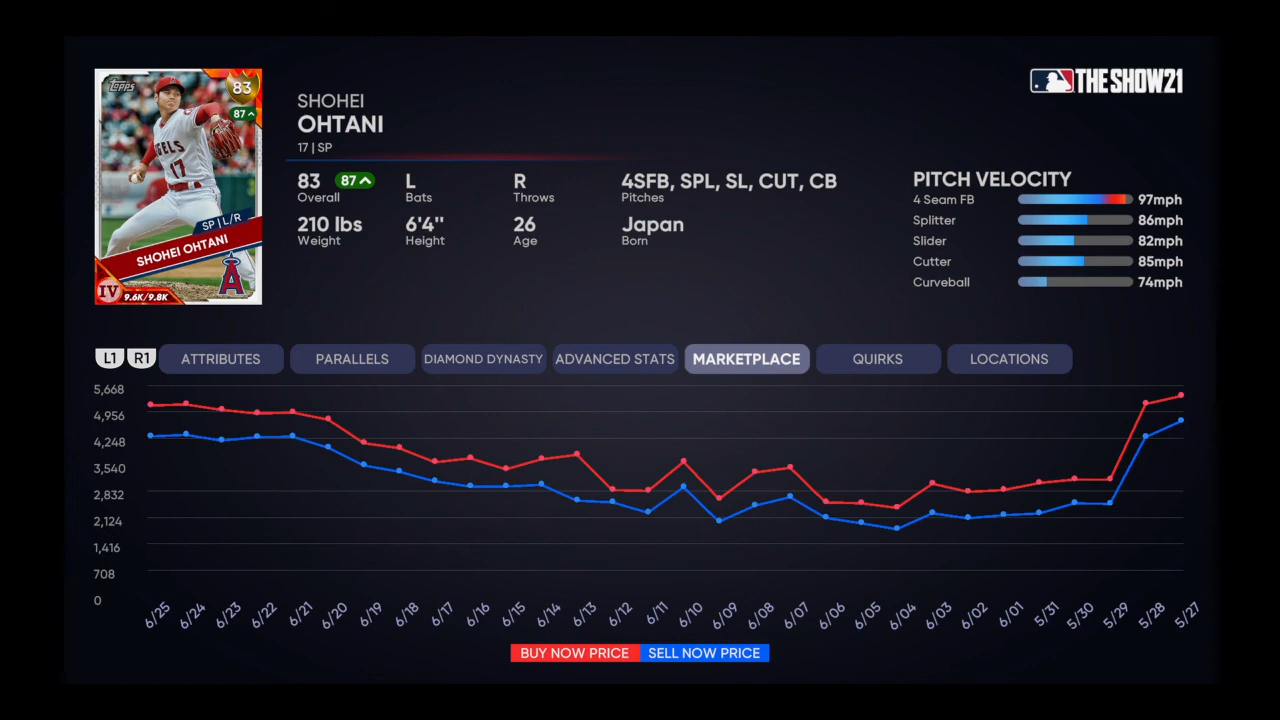 Topps
83
87
ANGELS
17
SP | L/R
SHOHEI OHTANI
A
IV 9.6K/9.8K
SHOHEI
OHTANI
17 | SP
MLB THE SHOW21
83 87 L R 4SFB, SPL, SL, CUT, CB
Overall Bats Throws Pitches
210 lbs 6'4" 26 Japan
Weight Height Age Born
PITCH VELOCITY
4 Seam FB 97mph
Splitter 86mph
Slider 82mph
Cutter 85mph
Curveball 74mph
L1 R1 ATTRIBUTES PARALLELS DIAMOND DYNASTY ADVANCED STATS MARKETPLACE QUIRKS LOCATIONS
5,668
4,956
4,248
3,540
2,832
2,124
1,416
708
0
6/25 6/24 6/23 6/22 6/21 6/20 6/19 6/18 6/17 6/16 6/15 6/14 6/13 6/12 6/11 6/10 6/09 6/08 6/07 6/06 6/05 6/04 6/03 6/02 6/01 5/31 5/30 5/29 5/28 5/27
BUY NOW PRICE SELL NOW PRICE